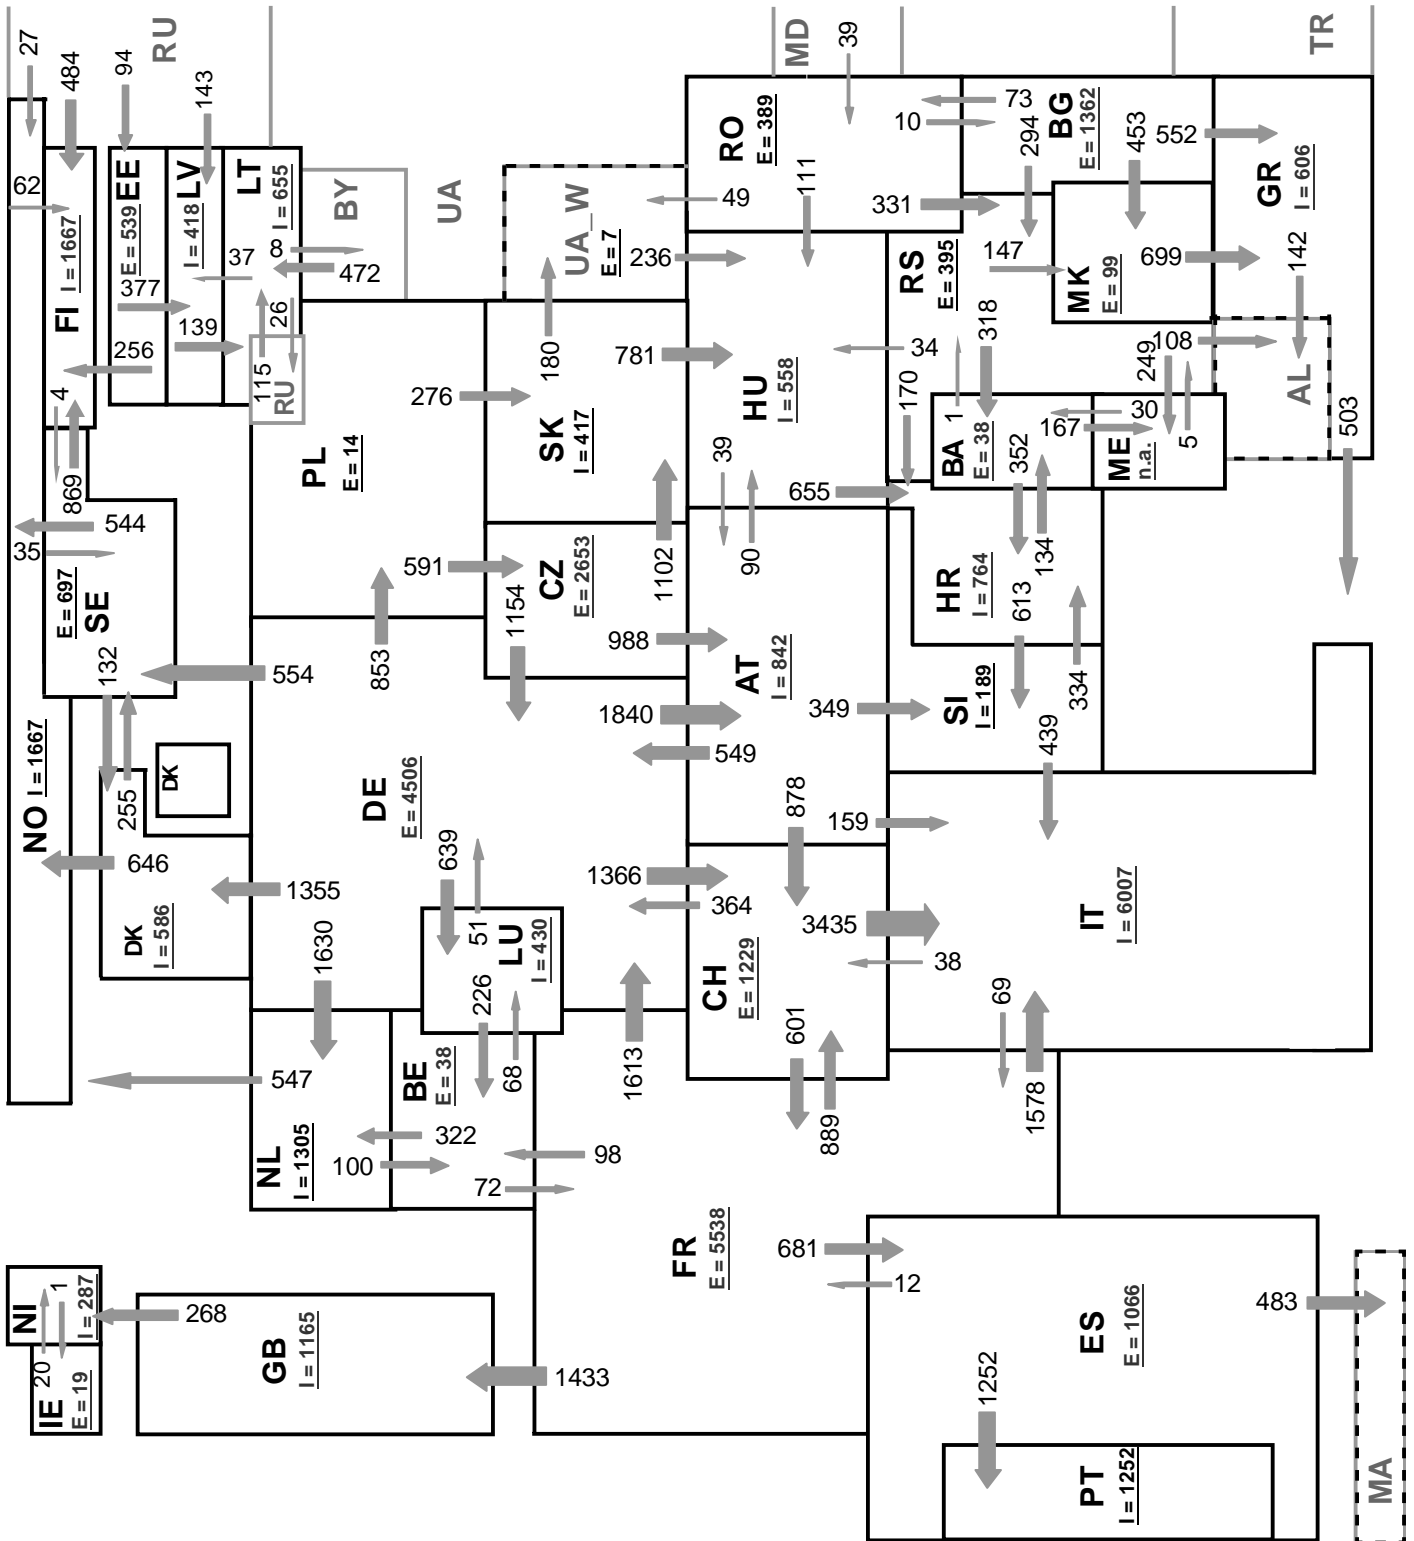 27
484
94
RU
143
MD
39
TR
62
FI
I = 1667
EE
E = 539
LV
I = 418
LT
I = 655
BY
UA
UA_W
E = 7
RO
E = 389
111
49
10
73
294
BG
E = 1362
453
552
GR
I = 606
331
377
37
8
472
26
139
256
115
RU
4
869
236
RS
E = 395
147
MK
E = 99
699
142
180
781
276
SK
I = 417
HU
I = 558
34
318
170
249
108
AL
503
PL
E = 14
BA
E = 38
1
352
167
30
ME
n.a.
5
39
90
655
544
35
E = 697
SE
132
554
853
591
CZ
E = 2653
1154
1102
988
HR
I = 764
134
613
334
AT
I = 842
1840
349
SI
I = 189
439
549
NO
I = 1667
DK
255
646
DK
I = 586
1355
DE
E = 4506
639
51
878
159
1366
364
3435
38
IT
I = 6007
1630
LU
I = 430
226
68
CH
E = 1229
601
889
69
1578
1613
547
BE
E = 38
NL
I = 1305
322
100
98
72
FR
E = 5538
681
12
NI
I = 287
1
268
20
IE
E = 19
GB
I = 1165
1433
483
ES
E = 1066
1252
PT
I = 1252
MA